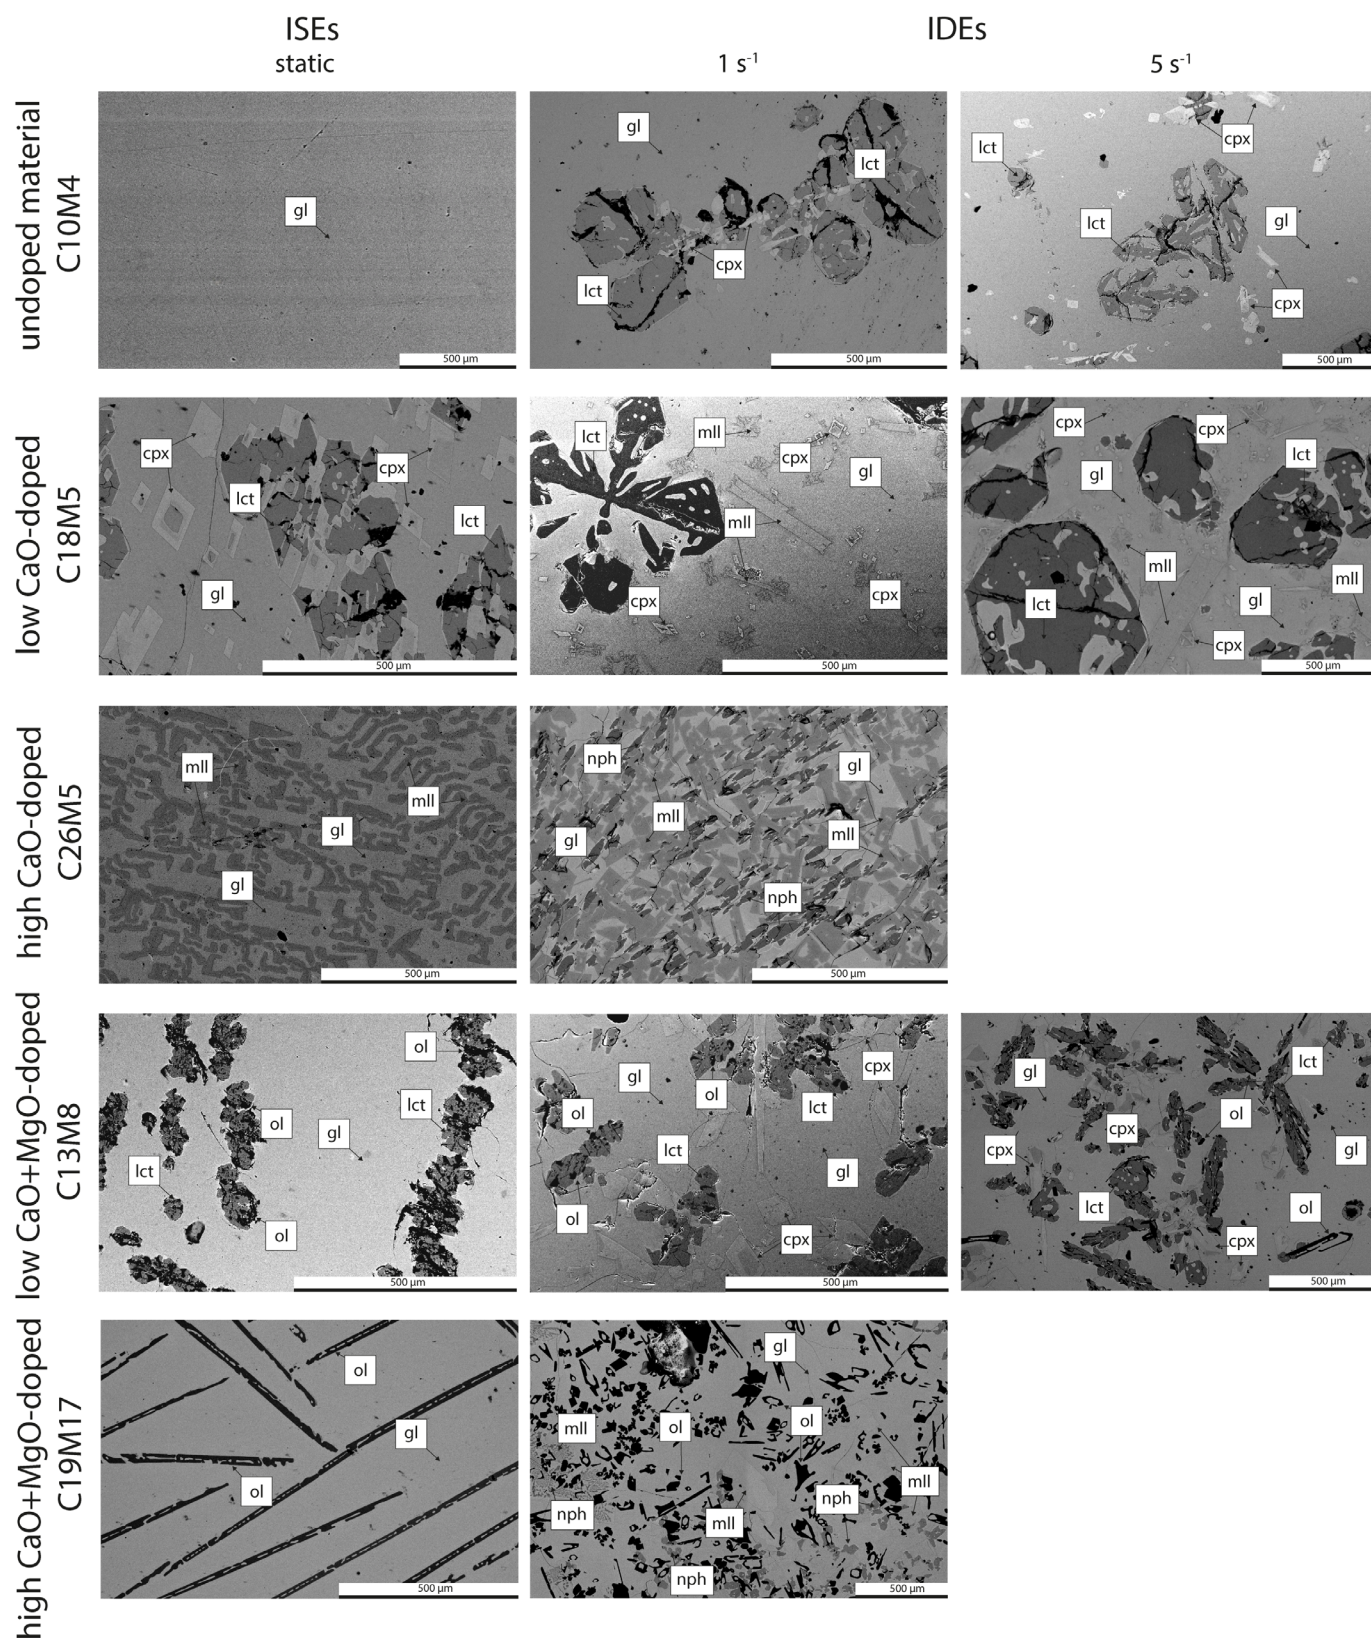 ISEs
IDEs
static
1 s⁻¹
5 s⁻¹
undoped material
C10M4
gl
500 µm
gl
lct
cpx
lct
500 µm
cpx
lct
lct
gl
cpx
500 µm
low CaO-doped
C18M5
cpx
cpx
lct
lct
gl
500 µm
lct
mll
cpx
gl
mll
cpx
cpx
500 µm
cpx
cpx
lct
gl
mll
mll
lct
gl
cpx
500 µm
high CaO-doped
C26M5
mll
mll
gl
gl
500 µm
nph
gl
mll
mll
gl
nph
500 µm
low CaO+MgO-doped
C13M8
ol
lct
ol
gl
lct
ol
500 µm
cpx
gl
ol
lct
ol
lct
gl
ol
cpx
500 µm
lct
gl
ol
cpx
cpx
gl
lct
ol
cpx
500 µm
high CaO+MgO-doped
C19M17
ol
gl
ol
500 µm
gl
ol
ol
mll
mll
nph
nph
mll
nph
500 µm